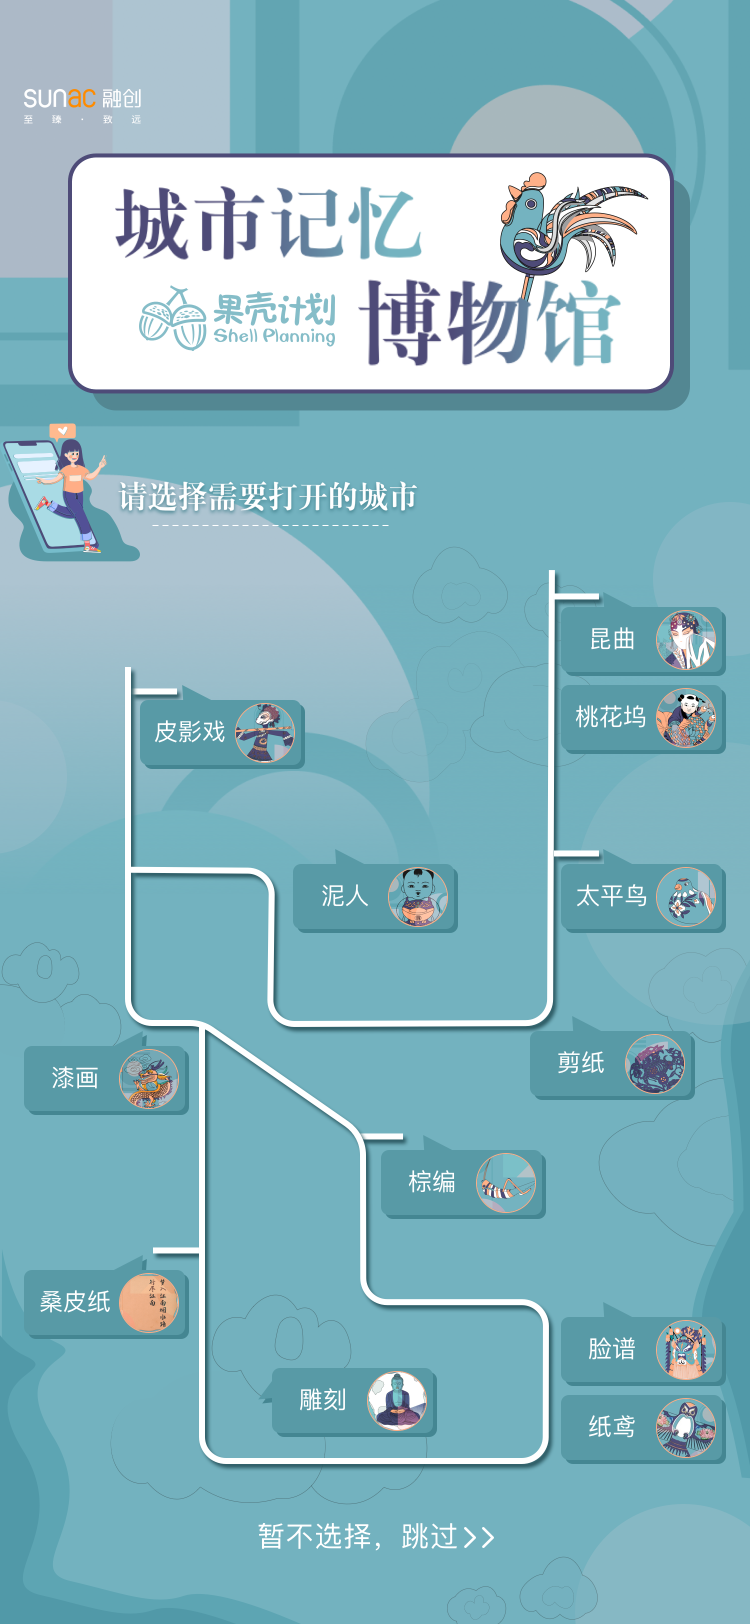 sunac 融创
至 臻 · 致 远
城市记忆
果壳计划
Shell Planning
博物馆
请选择需要打开的城市
昆曲
桃花坞
皮影戏
泥人
太平鸟
剪纸
漆画
棕编
桑皮纸
脸谱
雕刻
纸鸢
暂不选择，跳过>>